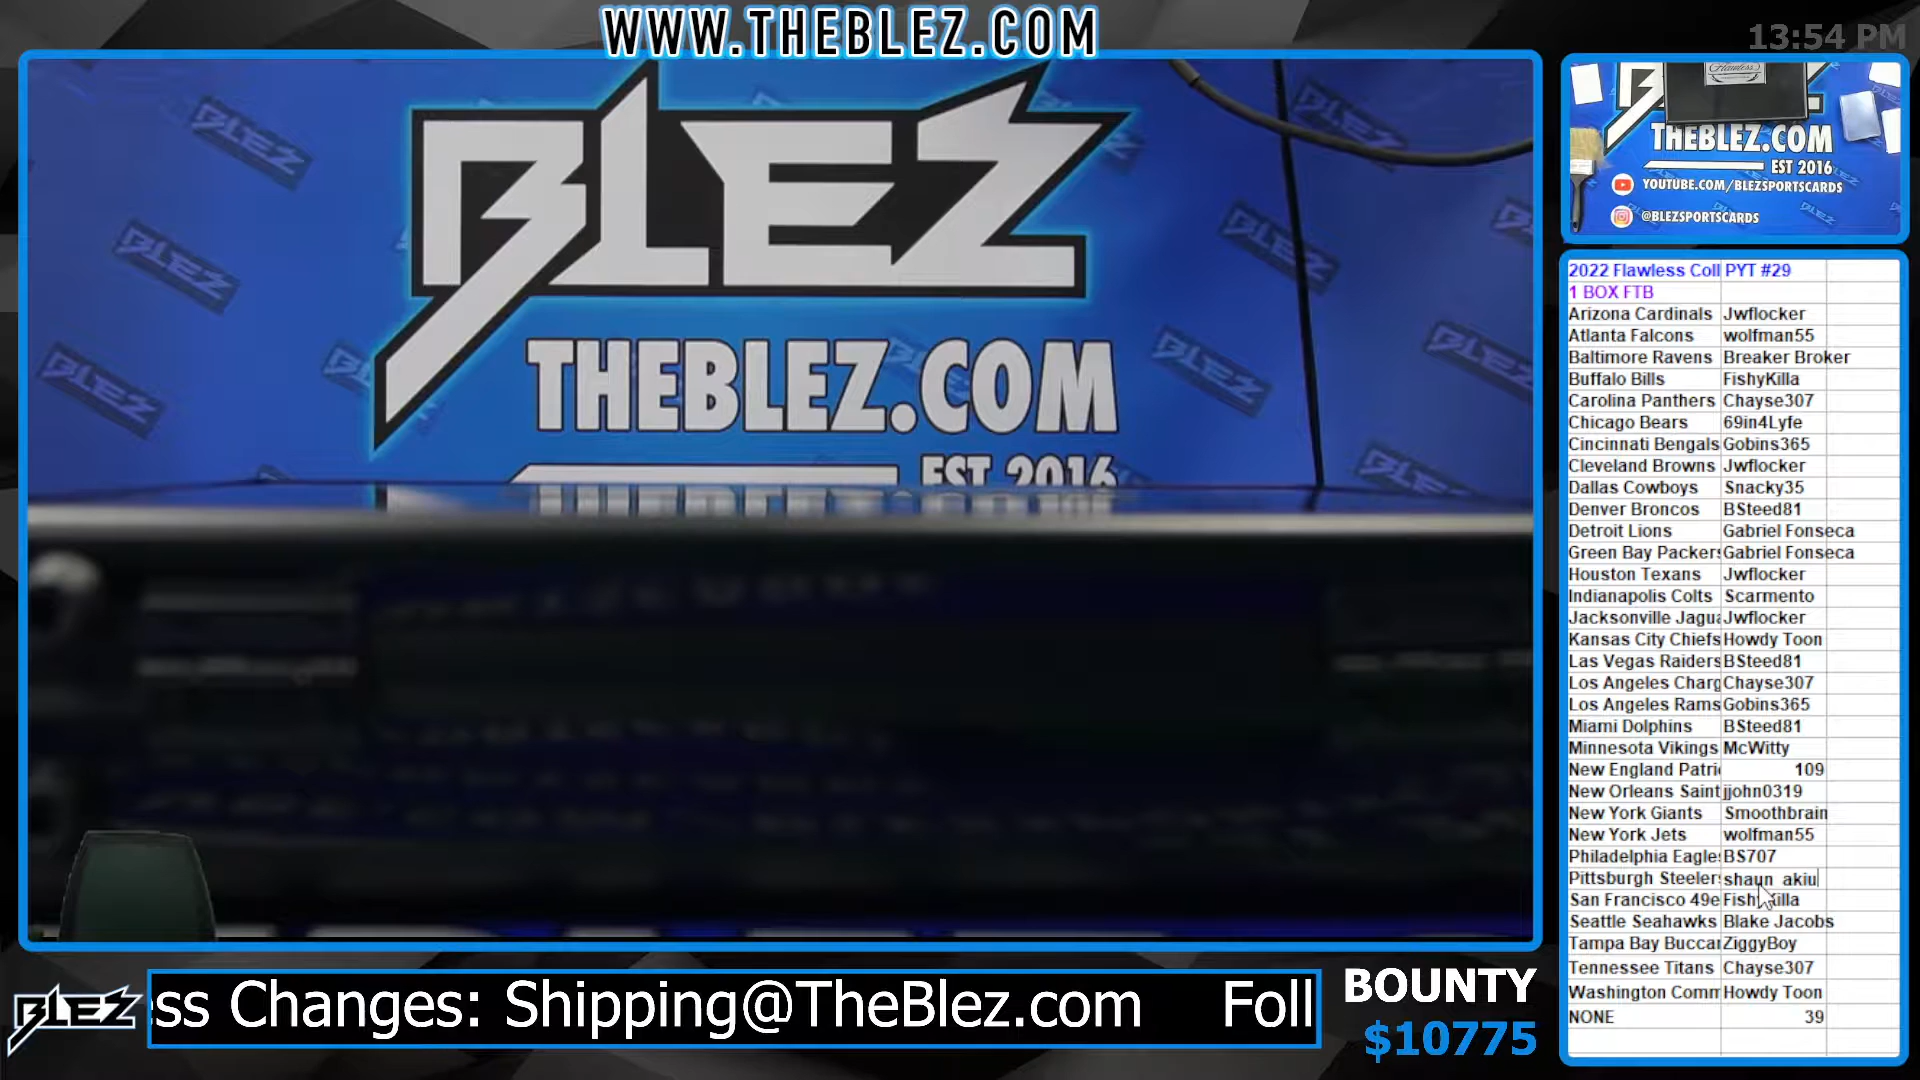 WWW.THEBLEZ.COM
13:54 PM
BLEZ
THEBLEZ.COM
EST 2016
Flawless
THEBLEZ.COM
EST 2016
YOUTUBE.COM/BLEZSPORTSCARDS
@BLEZSPORTSCARDS
2022 Flawless Coll PYT #29
1 BOX FTB
Arizona Cardinals Jwflocker
Atlanta Falcons wolfman55
Baltimore Ravens Breaker Broker
Buffalo Bills FishyKilla
Carolina Panthers Chayse307
Chicago Bears 69in4Lyfe
Cincinnati Bengals Gobins365
Cleveland Browns Jwflocker
Dallas Cowboys Snacky35
Denver Broncos BSteed81
Detroit Lions Gabriel Fonseca
Green Bay Packers Gabriel Fonseca
Houston Texans Jwflocker
Indianapolis Colts Scarmento
Jacksonville Jagua Jwflocker
Kansas City Chiefs Howdy Toon
Las Vegas Raiders BSteed81
Los Angeles Charg Chayse307
Los Angeles Rams Gobins365
Miami Dolphins BSteed81
Minnesota Vikings McWitty
New England Patri 109
New Orleans Saint jjohn0319
New York Giants Smoothbrain
New York Jets wolfman55
Philadelphia Eagle BS707
Pittsburgh Steelers shaun akiu
San Francisco 49e FishyKilla
Seattle Seahawks Blake Jacobs
Tampa Bay Buccan ZiggyBoy
Tennessee Titans Chayse307
Washington Comm Howdy Toon
NONE 39
BLEZ
ss Changes: Shipping@TheBlez.com Foll
BOUNTY
$10775